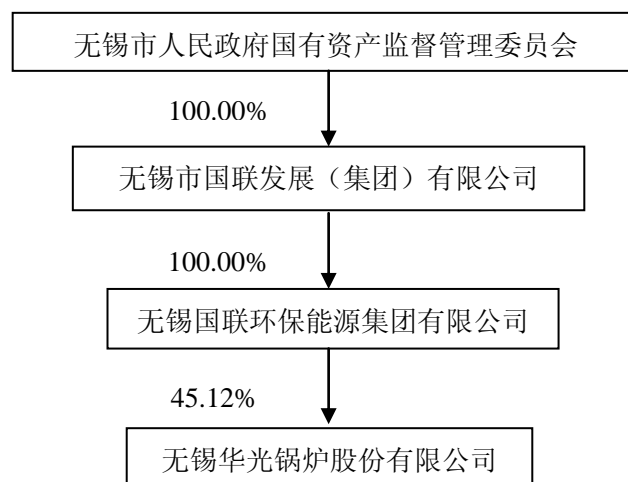 无锡市人民政府国有资产监督管理委员会
100.00%
无锡市国联发展（集团）有限公司
100.00%
无锡国联环保能源集团有限公司
45.12%
无锡华光锅炉股份有限公司